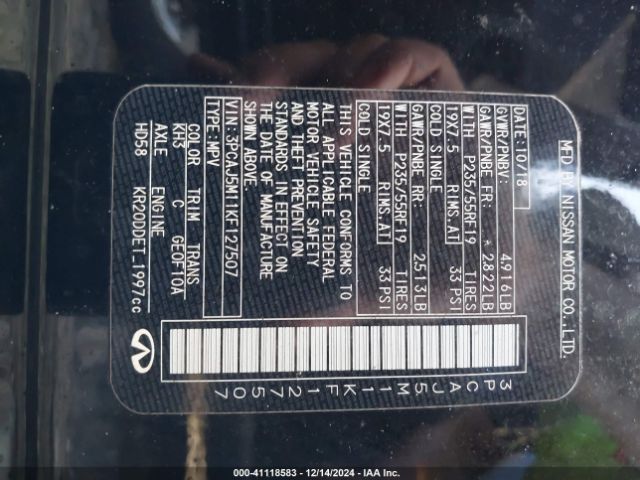 MFD BY NISSAN MOTOR CO.,LTD.
DATE:10/18
GVWR/PNBV: 4916LB
GAWR/PNBE FR: * 2822LB
WITH P235/55RF19 TIRES
19X7.5 RIMS.AT 33 PSI
COLD SINGLE
GAWR/PNBE RR: 2513LB
WITH P235/55RF19 TIRES
19X7.5 RIMS.AT 33 PSI
COLD SINGLE
THIS VEHICLE CONFORMS TO
ALL APPLICABLE FEDERAL
MOTOR VEHICLE SAFETY
AND THEFT PREVENTION
STANDARDS IN EFFECT ON
THE DATE OF MANUFACTURE
SHOWN ABOVE.
VIN:3PCAJ5M11KF127507
TYPE:MPV
COLOR TRIM TRANS
KH3 C GE0F10A
AXLE ENGINE
HD58 KR20DDET 1997cc
3PCAJ5M11KF127507
000-41118583 - 12/14/2024 - IAA Inc.